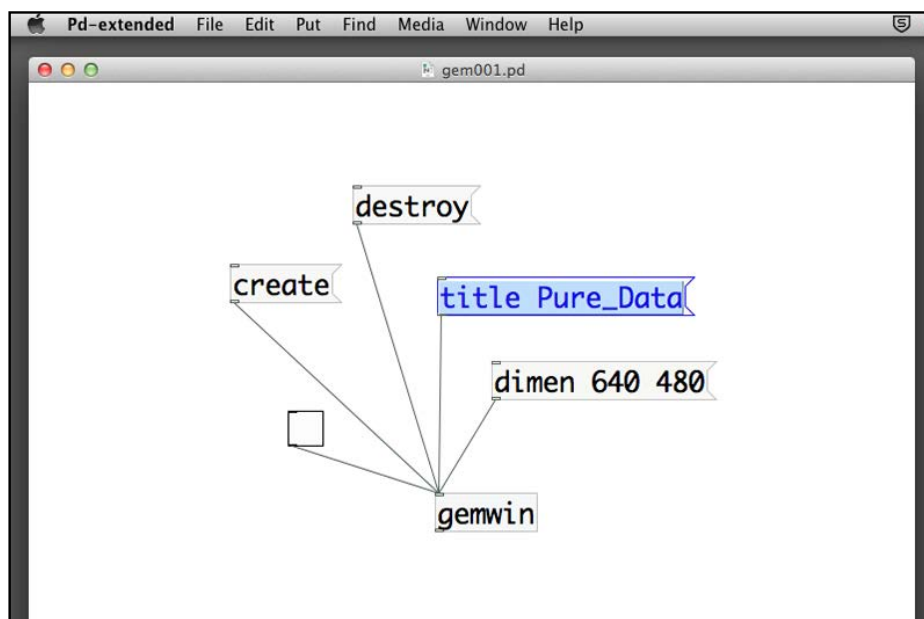 Pd-extended File Edit Put Find Media Window Help
gem001.pd
destroy
create
title Pure_Data
dimen 640 480
gemwin